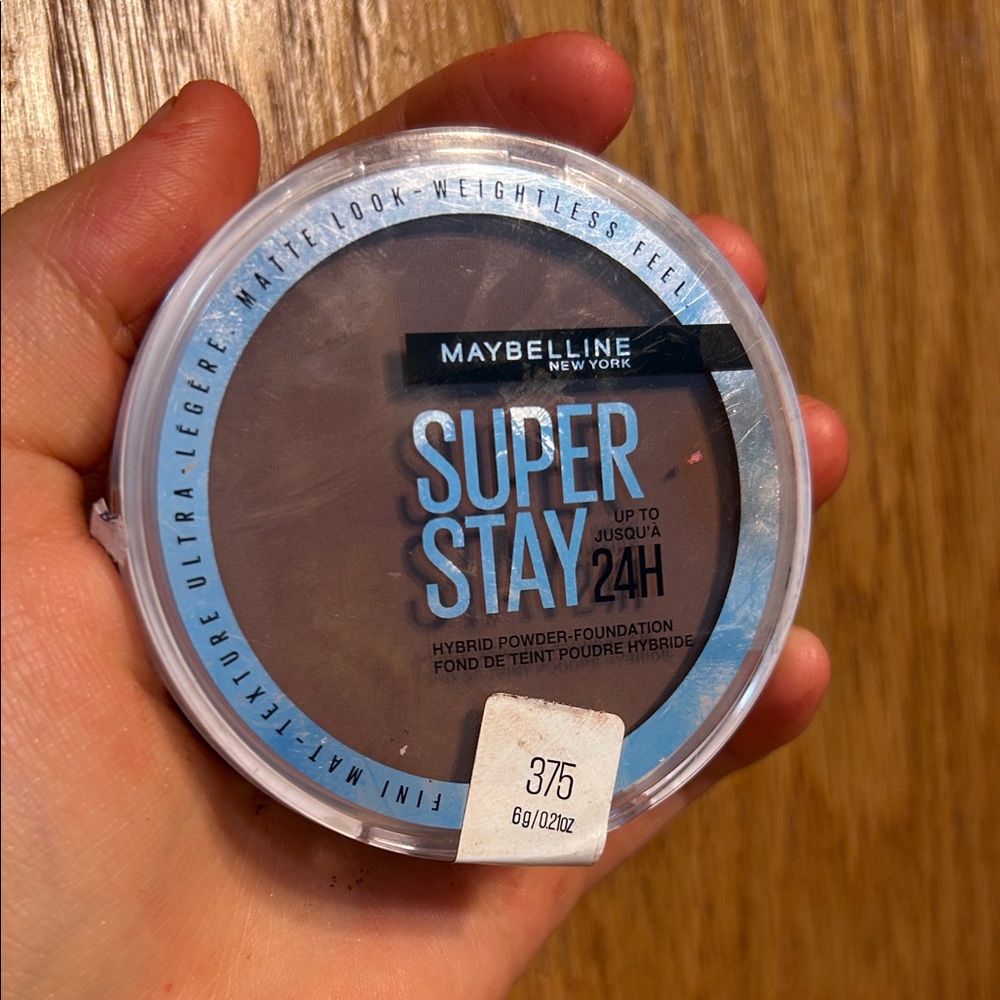 MATTE LOOK-WEIGHTLESS FEEL.
MAYBELLINE
NEW YORK
SUPER
STAY
UP TO
JUSQU'À
24H
HYBRID POWDER-FOUNDATION
FOND DE TEINT POUDRE HYBRIDE
FINI MAT-TEXTURE ULTRA-LÉGÈRE.
375
6g/0.21oz